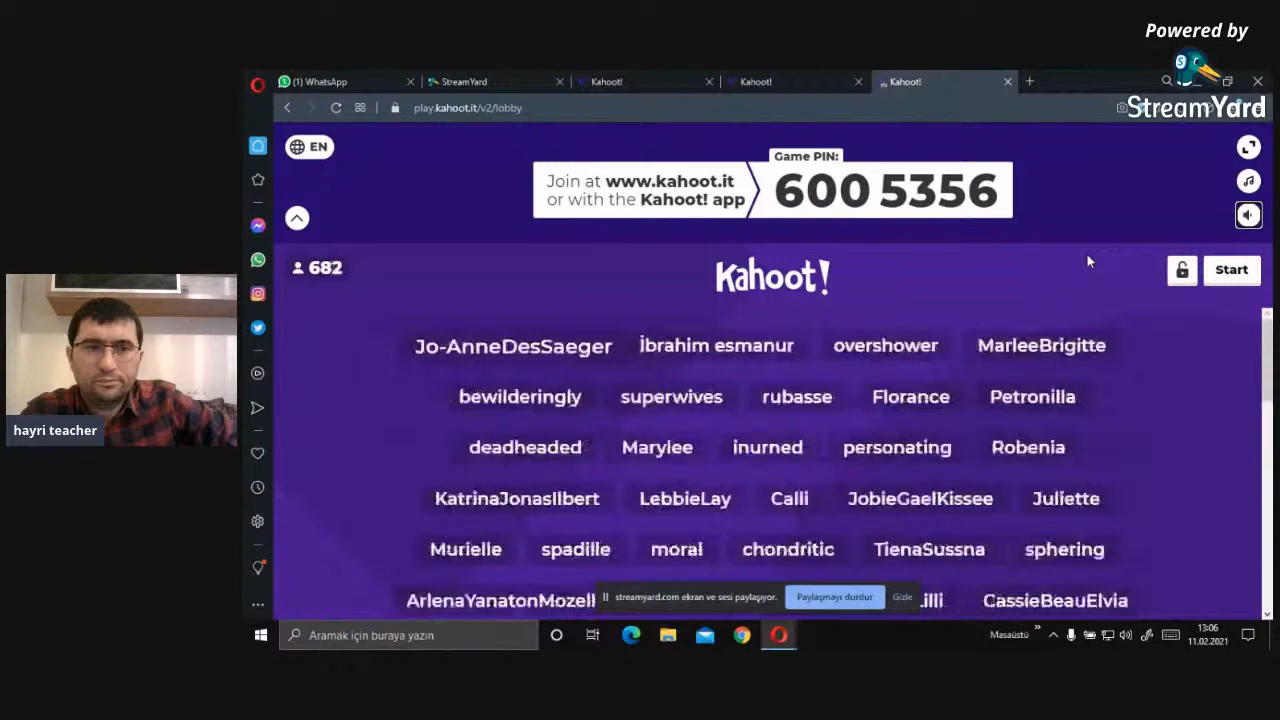 Powered by
StreamYard
(1) WhatsApp
StreamYard
Kahoot!
Kahoot!
Kahoot!
play.kahoot.it/v2/lobby
EN
Join at www.kahoot.it
or with the Kahoot! app
Game PIN:
600 5356
682
Kahoot!
Start
Jo-AnneDesSaeger İbrahim esmanur overshower MarleeBrigitte
bewilderingly superwives rubasse Florance Petronilla
deadheaded Marylee inurned personating Robenia
KatrinaJonasIlbert LebbieLay Calli JobieGaelKissee Juliette
Murielle spadille moral chondritic TienaSussna sphering
CassieBeauElvia
streamyard.com ekran ve sesi paylaşıyor. Paylaşmayı durdur Gizle
hayri teacher
Aramak için buraya yazın
Masaüstü
13:06
11.02.2021